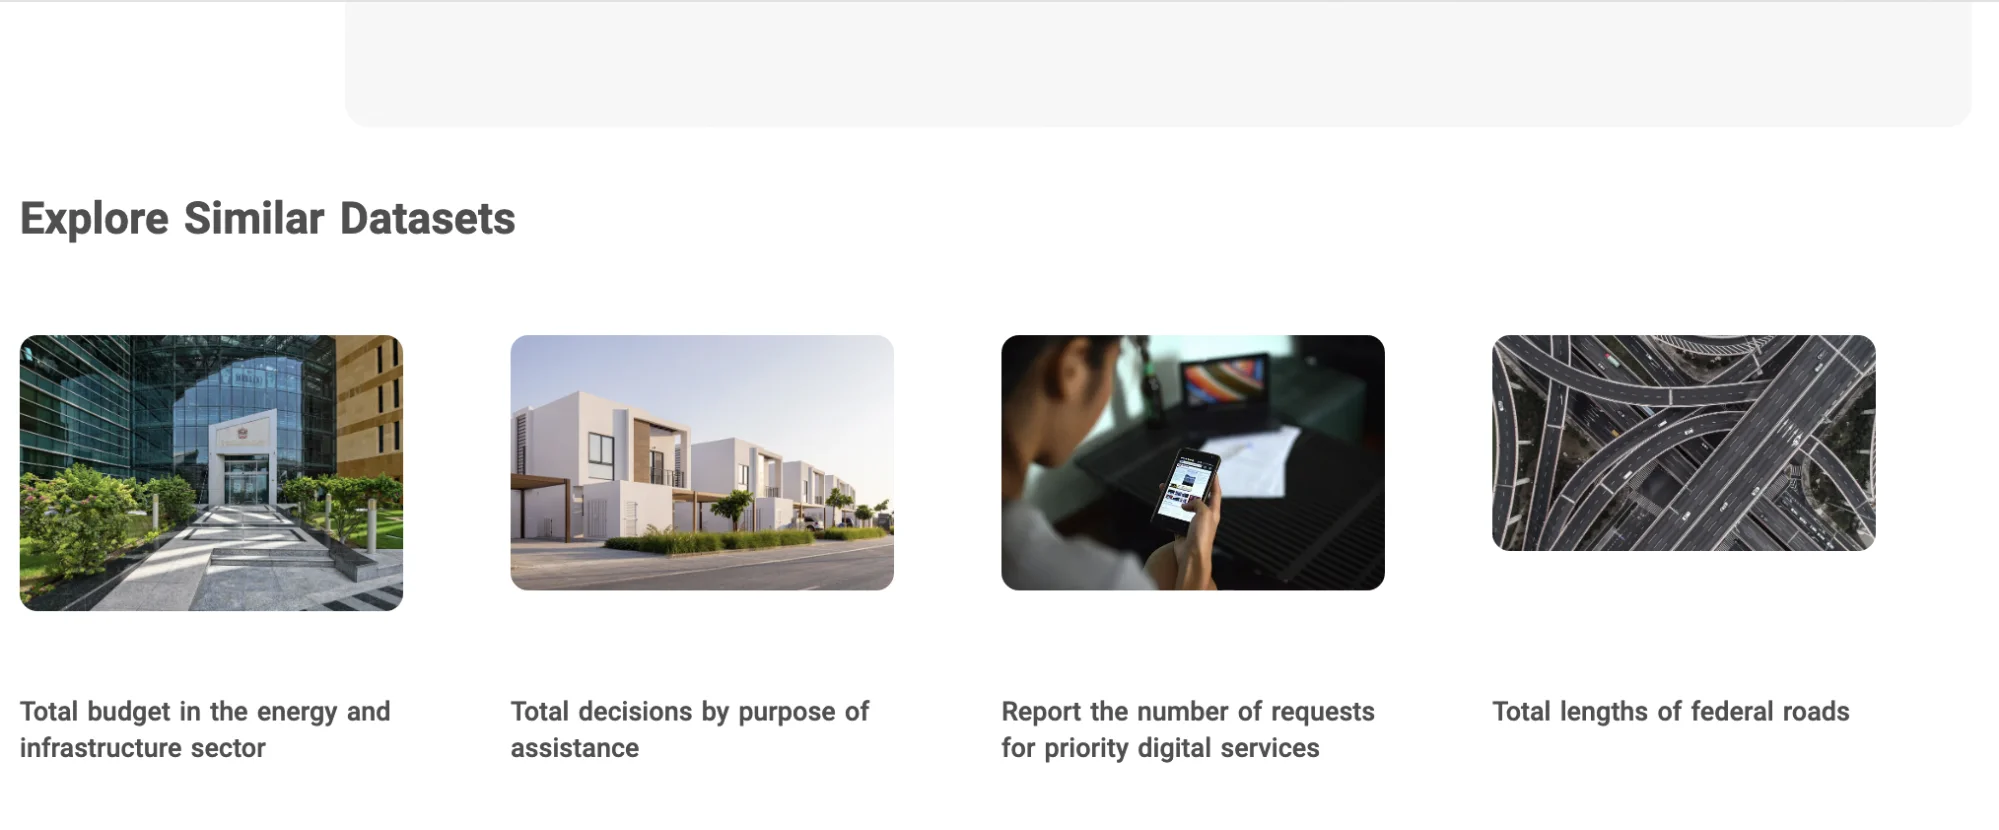 Explore Similar Datasets
Total budget in the energy and
infrastructure sector
Total decisions by purpose of
assistance
Report the number of requests
for priority digital services
Total lengths of federal roads